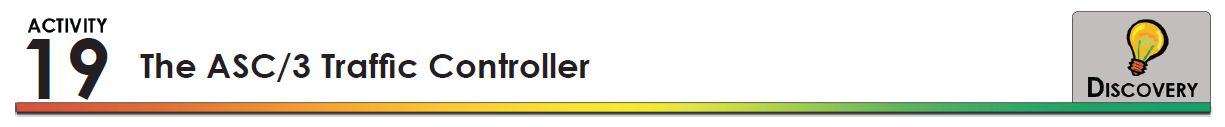 ACTIVITY
19
The ASC/3 Traffic Controller
DISCOVERY